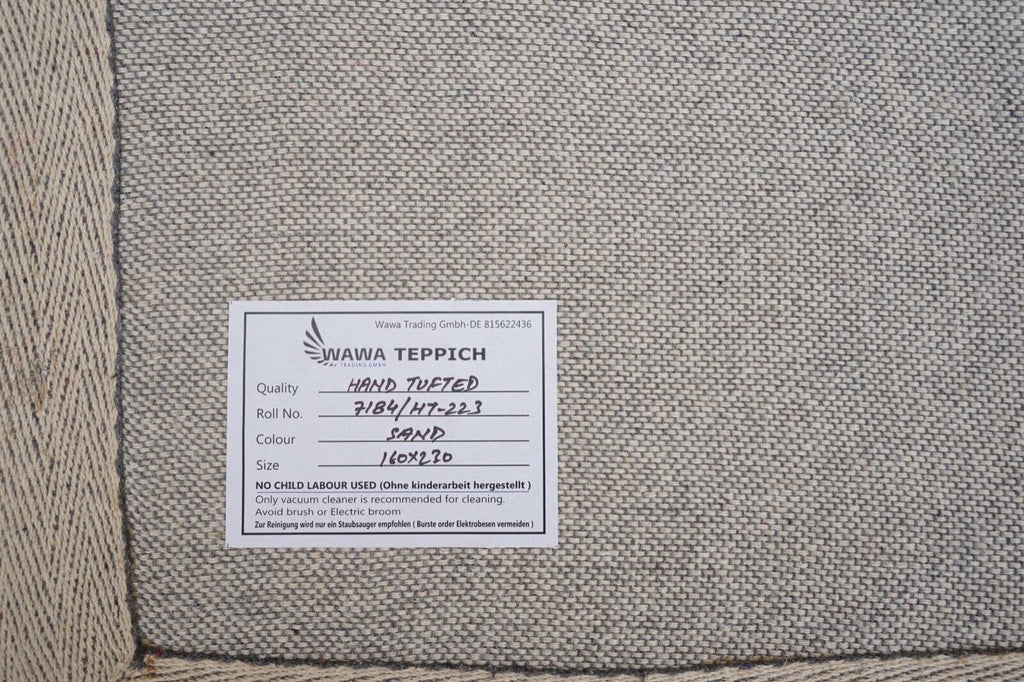 Wawa Trading Gmbh-DE 815622436
WAWA TEPPICH
TRADING GMBH
Quality HAND TUFTED
Roll No. 7184/HT-223
Colour SAND
Size 160X230
NO CHILD LABOUR USED (Ohne kinderarbeit hergestellt )
Only vacuum cleaner is recommended for cleaning.
Avoid brush or Electric broom
Zur Reinigung wird nur ein Staubsauger empfohlen ( Burste order Elektrobesen vermeiden )